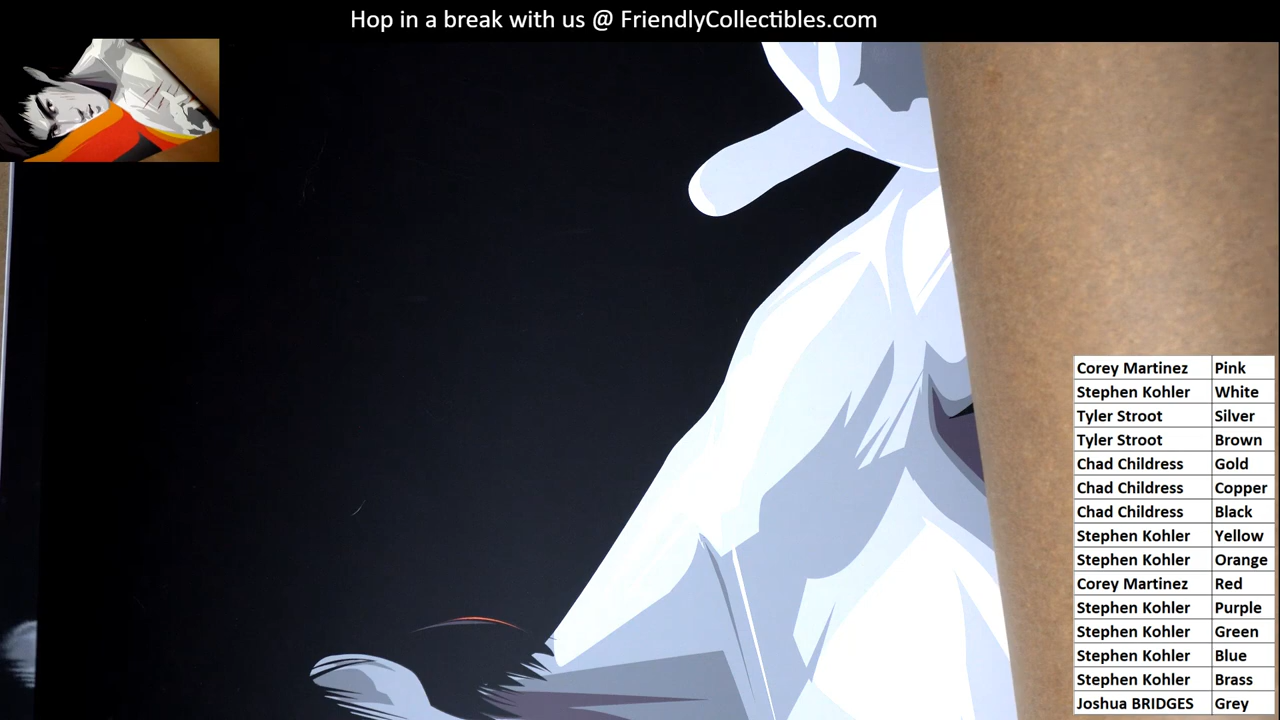 Hop in a break with us @ FriendlyCollectibles.com
Corey Martinez Pink
Stephen Kohler White
Tyler Stroot Silver
Tyler Stroot Brown
Chad Childress Gold
Chad Childress Copper
Chad Childress Black
Stephen Kohler Yellow
Stephen Kohler Orange
Corey Martinez Red
Stephen Kohler Purple
Stephen Kohler Green
Stephen Kohler Blue
Stephen Kohler Brass
Joshua BRIDGES Grey